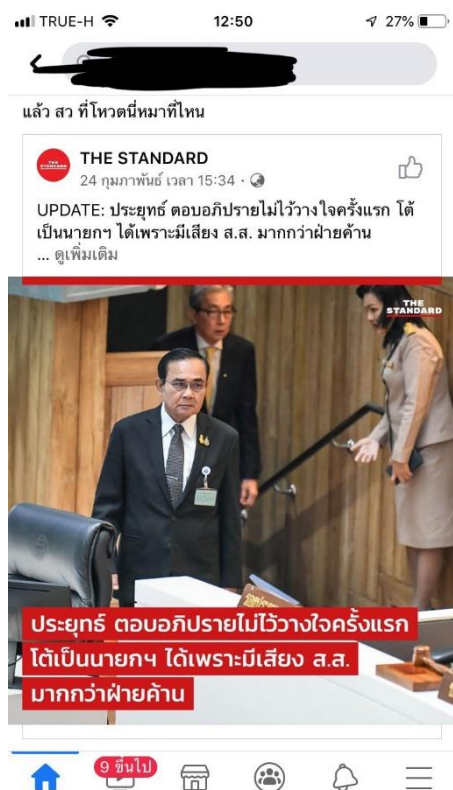 TRUE-H
12:50
27%
แล้ว สว ที่โหวตนี่หมาที่ไหน
THE STANDARD
THE STANDARD
24 กุมภาพันธ์ เวลา 15:34 ·
UPDATE: ประยุทธ์ ตอบอภิปรายไม่ไว้วางใจครั้งแรก โต้
เป็นนายกฯ ได้เพราะมีเสียง ส.ส. มากกว่าฝ่ายค้าน
... ดูเพิ่มเติม
THE
STANDARD
ประยุทธ์ ตอบอภิปรายไม่ไว้วางใจครั้งแรก
โต้เป็นนายกฯ ได้เพราะมีเสียง ส.ส.
มากกว่าฝ่ายค้าน
9 ขึ้นไป